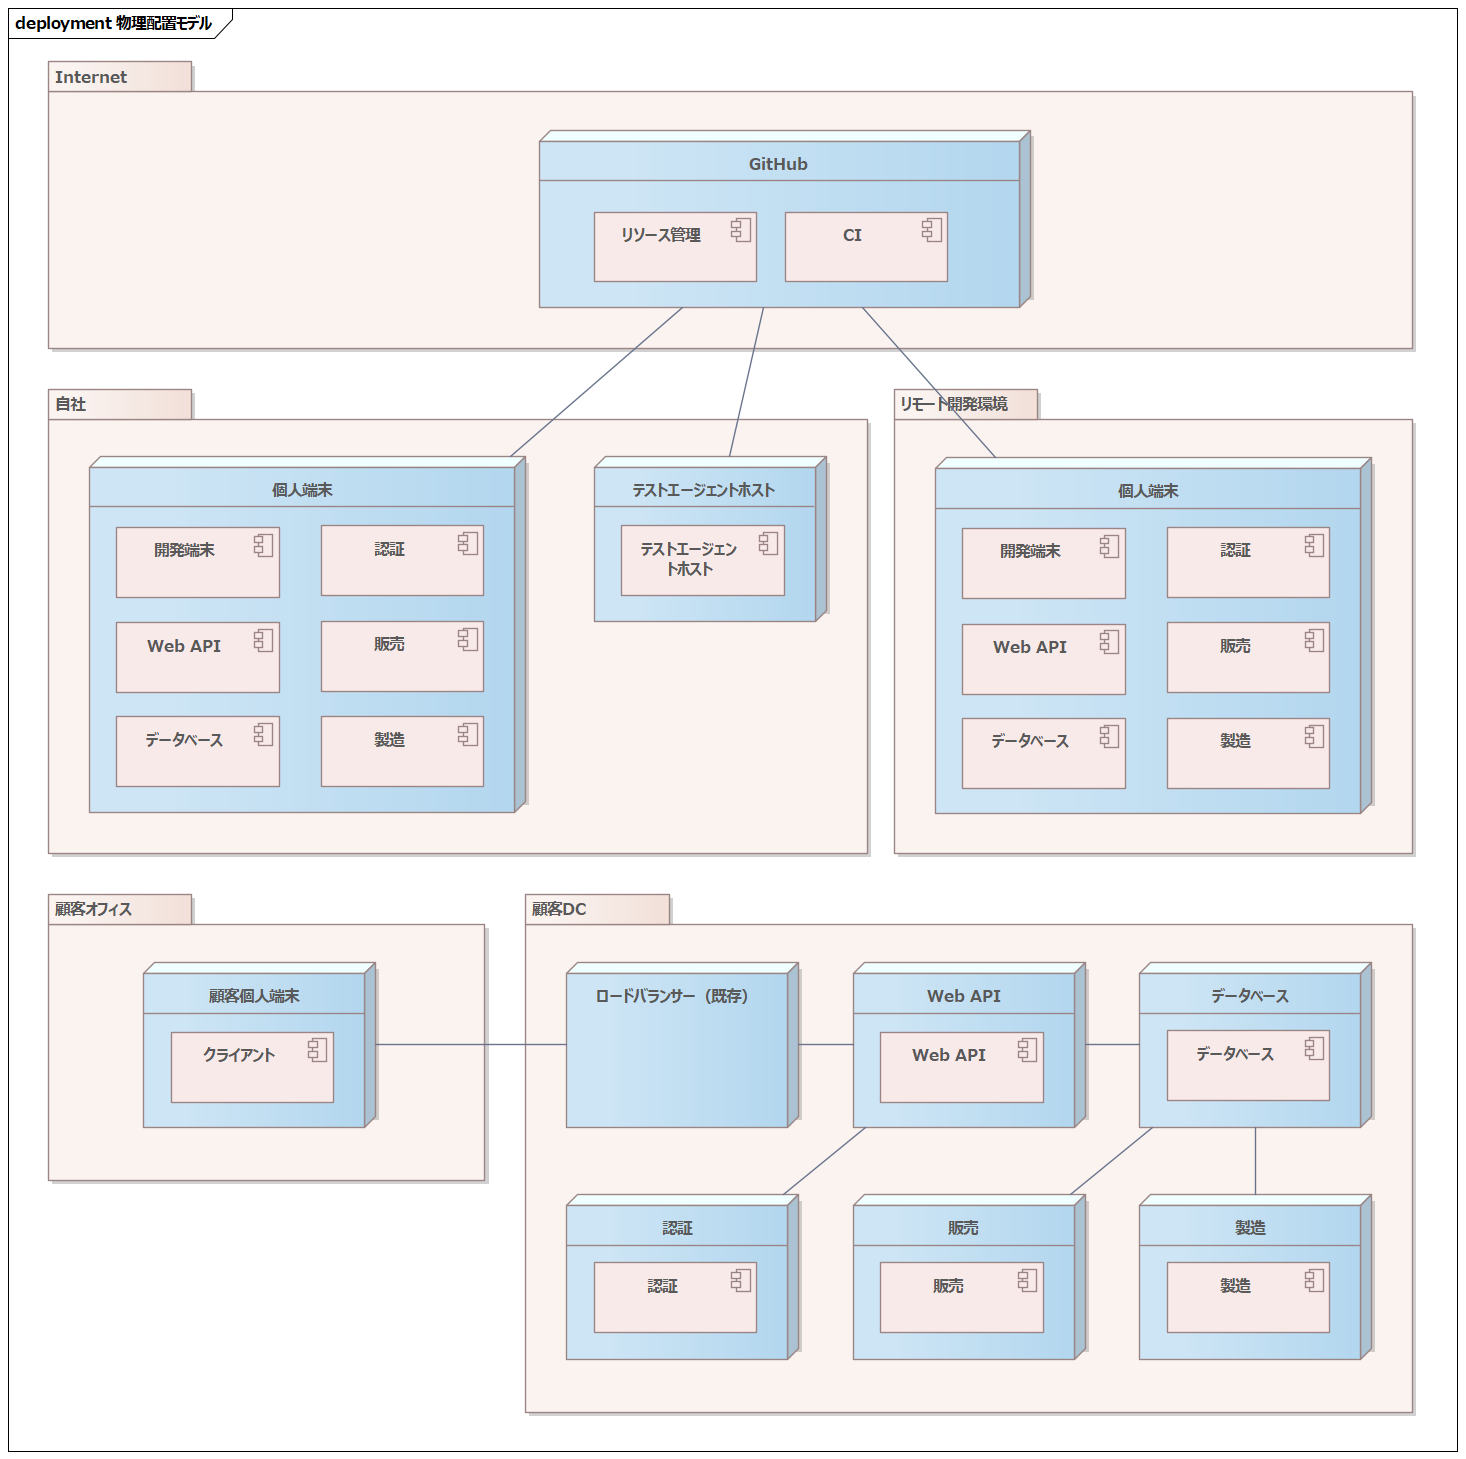 deployment 物理配置モデル
Internet
GitHub
リソース管理
CI
自社
個人端末
開発端末
認証
Web API
販売
データベース
製造
テストエージェントホスト
テストエージェン
トホスト
リモート開発環境
個人端末
開発端末
認証
Web API
販売
データベース
製造
顧客オフィス
顧客個人端末
クライアント
顧客DC
ロードバランサー（既存）
Web API
Web API
データベース
データベース
認証
認証
販売
販売
製造
製造